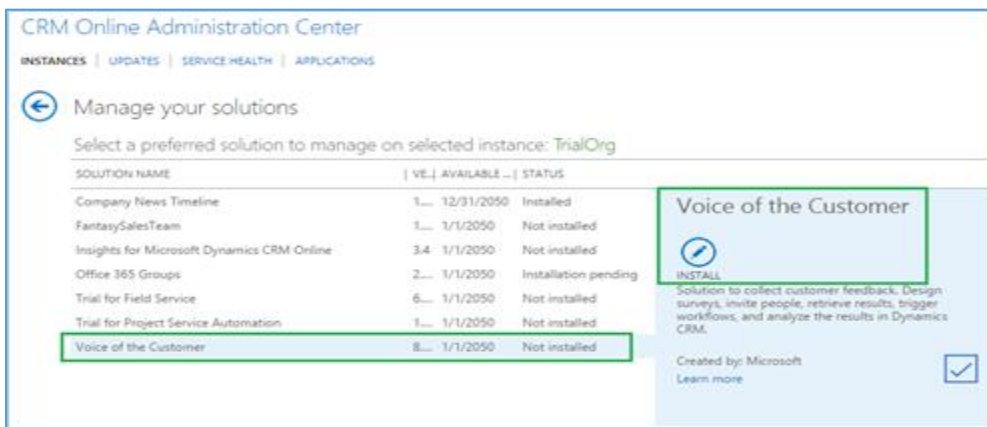 CRM Online Administration Center
INSTANCES | UPDATES | SERVICE HEALTH | APPLICATIONS
Manage your solutions
Select a preferred solution to manage on selected instance: TrialOrg
SOLUTION NAME | VE..| AVAILABLE ...| STATUS
Company News Timeline 1.... 12/31/2050 Installed
FantasySalesTeam 1.... 1/1/2050 Not installed
Insights for Microsoft Dynamics CRM Online 3.4 1/1/2050 Not installed
Office 365 Groups 2.... 1/1/2050 Installation pending
Trial for Field Service 6.... 1/1/2050 Not installed
Trial for Project Service Automation 1.... 1/1/2050 Not installed
Voice of the Customer 8.... 1/1/2050 Not installed
Voice of the Customer
INSTALL
Solution to collect customer feedback. Design
surveys, invite people, retrieve results, trigger
workflows, and analyze the results in Dynamics
CRM.
Created by: Microsoft
Learn more